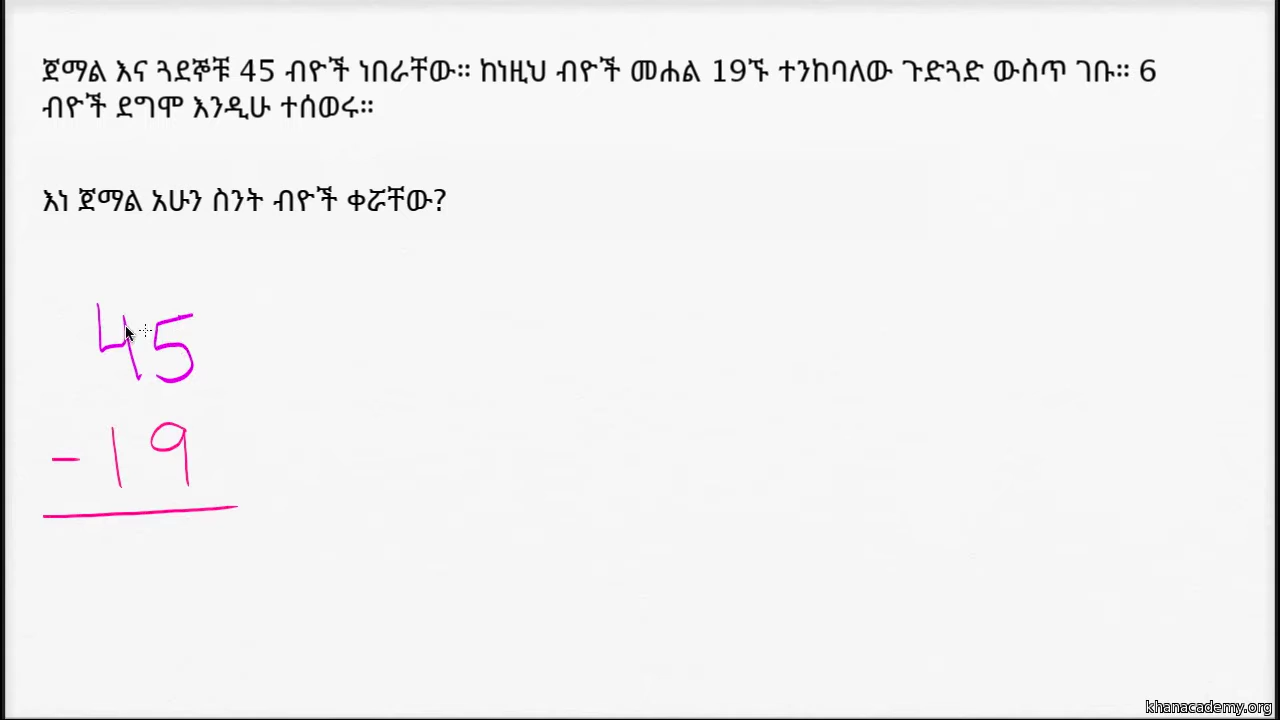 ጀማል እና ጓደኞቹ 45 ብዮች ነበራቸው። ከነዚህ ብዮች መሐል 19ኙ ተንከባለው ጉድጓድ ውስጥ ገቡ። 6
ብዮች ደግሞ እንዲሁ ተሰወሩ።
እነ ጀማል አሁን ስንት ብዮች ቀሯቸው?
45
- 19
khanacademy.org